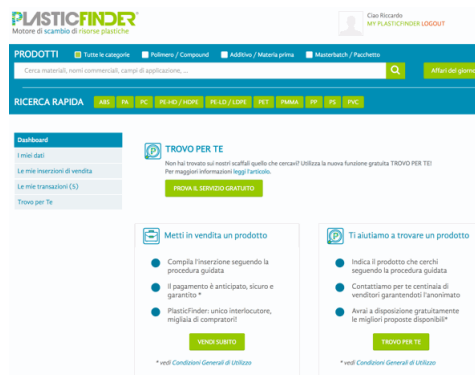 PLASTICFINDER
Motore di scambio di risorse plastiche
Ciao Riccardo
MY PLASTICFINDER LOGOUT
PRODOTTI Tutte le categorie Polimero / Compound Additivo / Materia prima Masterbatch / Pacchetto
Cerca materiali, nomi commerciali, campi di applicazione, ...
Affari del giorno
RICERCA RAPIDA ABS PA PC PE-HD / HDPE PE-LD / LDPE PET PMMA PP PS PVC
Dashboard
I miei dati
Le mie inserzioni di vendita
Le mie transazioni (5)
Trovo per Te
TROVO PER TE
Non hai trovato sui nostri scaffali quello che cercavi? Utilizza la nuova funzione gratuita TROVO PER TE!
Per maggiori informazioni leggi l'articolo.
PROVA IL SERVIZIO GRATUITO
Metti in vendita un prodotto
Compila l'inserzione seguendo la
procedura guidata
Il pagamento è anticipato, sicuro e
garantito *
PlasticFinder: unico interlocutore,
migliaia di compratori!
VENDI SUBITO
* vedi Condizioni Generali di Utilizzo
Ti aiutiamo a trovare un prodotto
Indica il prodotto che cerchi
seguendo la procedura guidata
Contattiamo per te centinaia di
venditori garantendoti l'anonimato
Avrai a disposizione gratuitamente
le migliori proposte disponibili*
TROVO PER TE
* vedi Condizioni Generali di Utilizzo